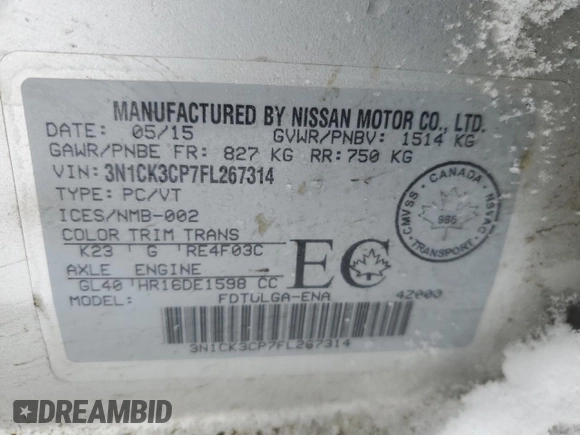 MANUFACTURED BY NISSAN MOTOR CO., LTD.
DATE: 05/15 GVWR/PNBV: 1514 KG
GAWR/PNBE FR: 827 KG RR: 750 KG
VIN: 3N1CK3CP7FL267314
TYPE: PC/VT
ICES/NMB-002
COLOR TRIM TRANS
K23 G RE4F03C
AXLE ENGINE
GL40 HR16DE1598 CC
MODEL: FDTULGA-ENA 42000
EC
3N1CK3CP7FL267314
CANADA
CMVSS
NSVAC
986
TRANSPORT
DREAMBID